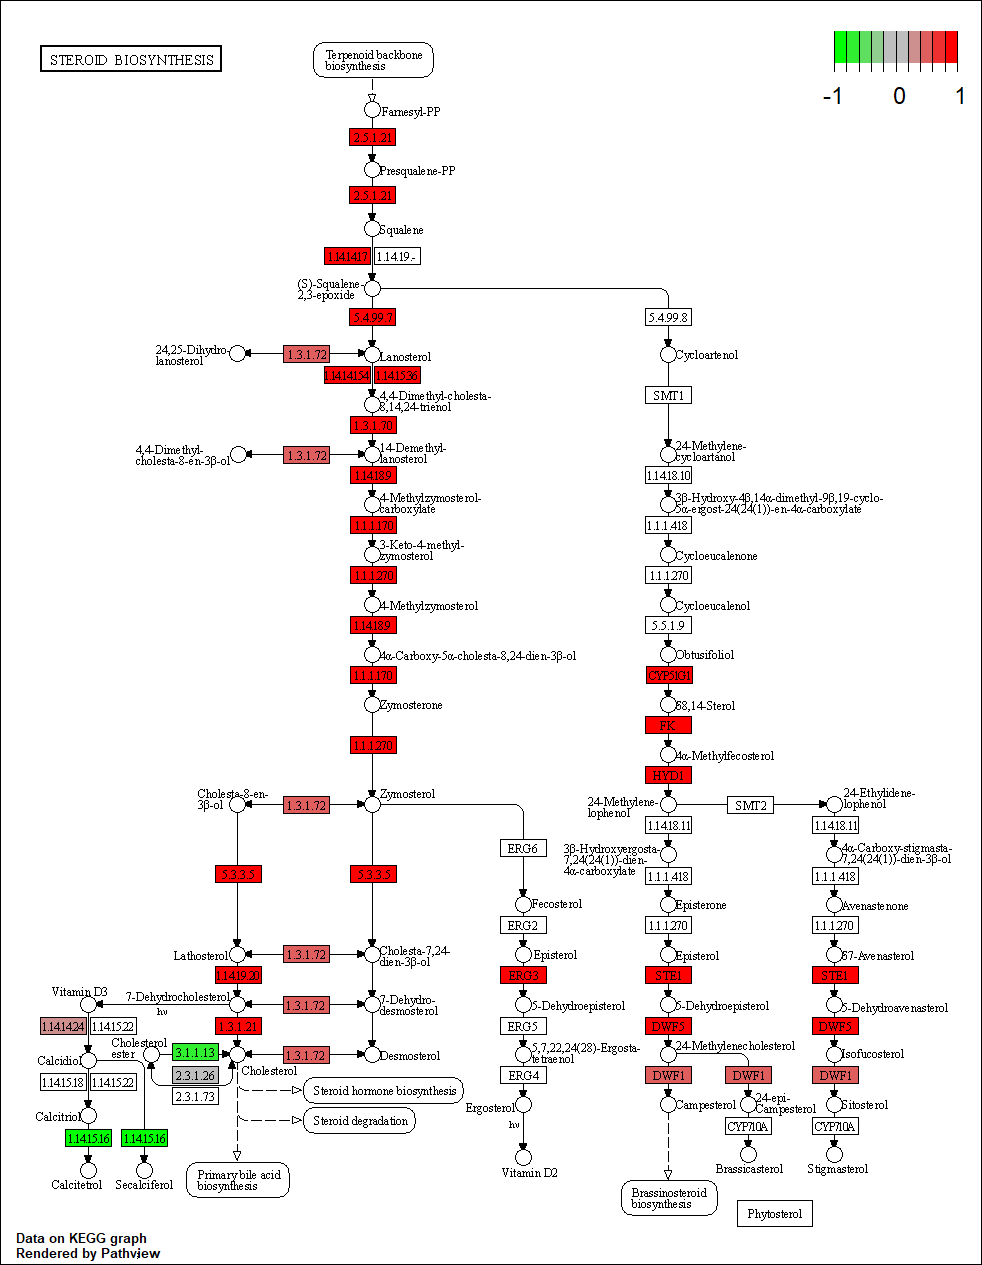 STEROID BIOSYNTHESIS
-1
0
1
Terpenoid backbone
biosynthesis
Farnesyl-PP
2.5.1.21
Presqualene-PP
2.5.1.21
Squalene
1.14.14.17
1.14.19.-
(S)-Squalene-
2,3-epoxide
5.4.99.7
5.4.99.8
24,25-Dihydro-
lanosterol
1.3.1.72
Lanosterol
Cycloartenol
1.14.14.154
1.14.15.36
SMT1
4,4-Dimethyl-cholesta-
8,14,24-trienol
1.3.1.70
4,4-Dimethyl-
cholesta-8-en-3β-ol
1.3.1.72
14-Demethyl-
lanosterol
24-Methylene-
cycloartanol
1.14.18.9
1.14.18.10
4-Methylzymosterol-
carboxylate
3β-Hydroxy-4β,14α-dimethyl-9β,19-cyclo-
5α-ergost-24(24(1))-en-4α-carboxylate
1.1.1.170
1.1.1.418
3-Keto-4-methyl-
zymosterol
Cycloeucalenone
1.1.1.270
1.1.1.270
4-Methylzymosterol
Cycloeucalenol
1.14.18.9
5.5.1.9
4α-Carboxy-5α-cholesta-8,24-dien-3β-ol
Obtusifoliol
1.1.1.170
CYP51G1
Zymosterone
δ8,14-Sterol
FK
1.1.1.270
4α-Methylfecosterol
HYD1
Cholesta-8-en-
3β-ol
1.3.1.72
Zymosterol
24-Methylene-
lophenol
SMT2
24-Ethylidene-
lophenol
1.14.18.11
1.14.18.11
ERG6
3β-Hydroxyergosta-
7,24(24(1))-dien-
4α-carboxylate
4α-Carboxy-stigmasta-
7,24(24(1))-dien-3β-ol
5.3.3.5
5.3.3.5
1.1.1.418
1.1.1.418
Fecosterol
Episterone
Avenastenone
ERG2
1.1.1.270
1.1.1.270
Lathosterol
1.3.1.72
Cholesta-7,24-
dien-3β-ol
Episterol
Episterol
δ7-Avenasterol
1.14.19.20
ERG3
STE1
STE1
Vitamin D3
7-Dehydrocholesterol
hν
1.3.1.72
7-Dehydro-
desmosterol
5-Dehydroepisterol
5-Dehydroepisterol
5-Dehydroavenasterol
1.14.14.24
1.14.15.22
1.3.1.21
ERG5
DWF5
DWF5
Cholesterol
ester
3.1.1.13
Calcidiol
2.3.1.26
2.3.1.73
1.3.1.72
Cholesterol
Desmosterol
5,7,22,24(28)-Ergosta-
tetraenol
24-Methylenecholesterol
Isofucosterol
1.14.15.18
1.14.15.22
ERG4
DWF1
DWF1
DWF1
Steroid hormone biosynthesis
Calcitriol
Ergosterol
hν
Campesterol
24-epi-
Campesterol
Sitosterol
Steroid degradation
1.14.15.16
1.14.15.16
CYP710A
CYP710A
Calcitetrol
Secalciferol
Primary bile acid
biosynthesis
Vitamin D2
Brassicasterol
Stigmasterol
Brassinosteroid
biosynthesis
Phytosterol
Data on KEGG graph
Rendered by Pathview